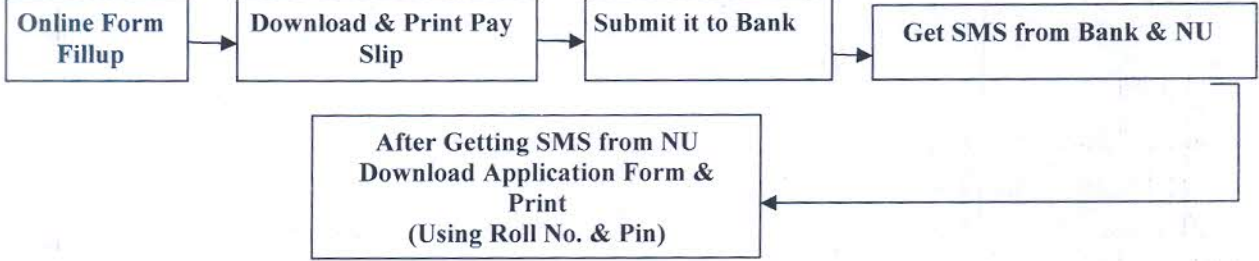 Online Form
Fillup
Download & Print Pay
Slip
Submit it to Bank
Get SMS from Bank & NU
After Getting SMS from NU
Download Application Form &
Print
(Using Roll No. & Pin)